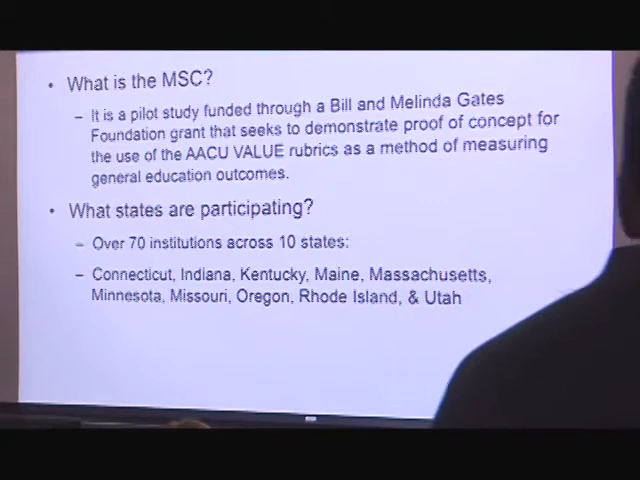 • What is the MSC?
– It is a pilot study funded through a Bill and Melinda Gates
Foundation grant that seeks to demonstrate proof of concept for
the use of the AACU VALUE rubrics as a method of measuring
general education outcomes.
• What states are participating?
– Over 70 institutions across 10 states:
– Connecticut, Indiana, Kentucky, Maine, Massachusetts,
Minnesota, Missouri, Oregon, Rhode Island, & Utah